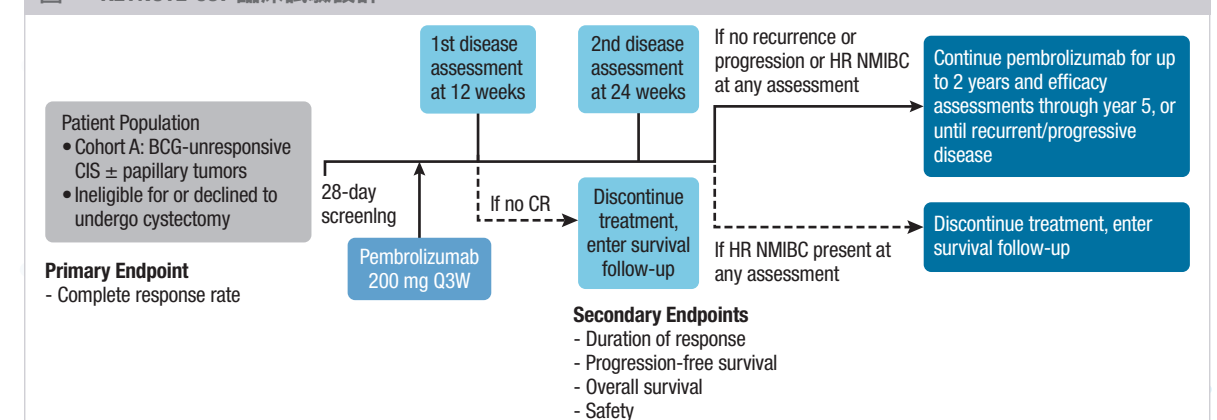 1st disease
assessment
at 12 weeks
2nd disease
assessment
at 24 weeks
If no recurrence or
progression or HR NMIBC
at any assessment
Continue pembrolizumab for up
to 2 years and efficacy
assessments through year 5, or
until recurrent/progressive
disease
Patient Population
• Cohort A: BCG-unresponsive
CIS ± papillary tumors
• Ineligible for or declined to
undergo cystectomy
28-day
screenIng
Pembrolizumab
200 mg Q3W
If no CR
Discontinue
treatment,
enter survival
follow-up
If HR NMIBC present at
any assessment
Discontinue treatment, enter
survival follow-up
Primary Endpoint
- Complete response rate
Secondary Endpoints
- Duration of response
- Progression-free survival
- Overall survival
- Safety